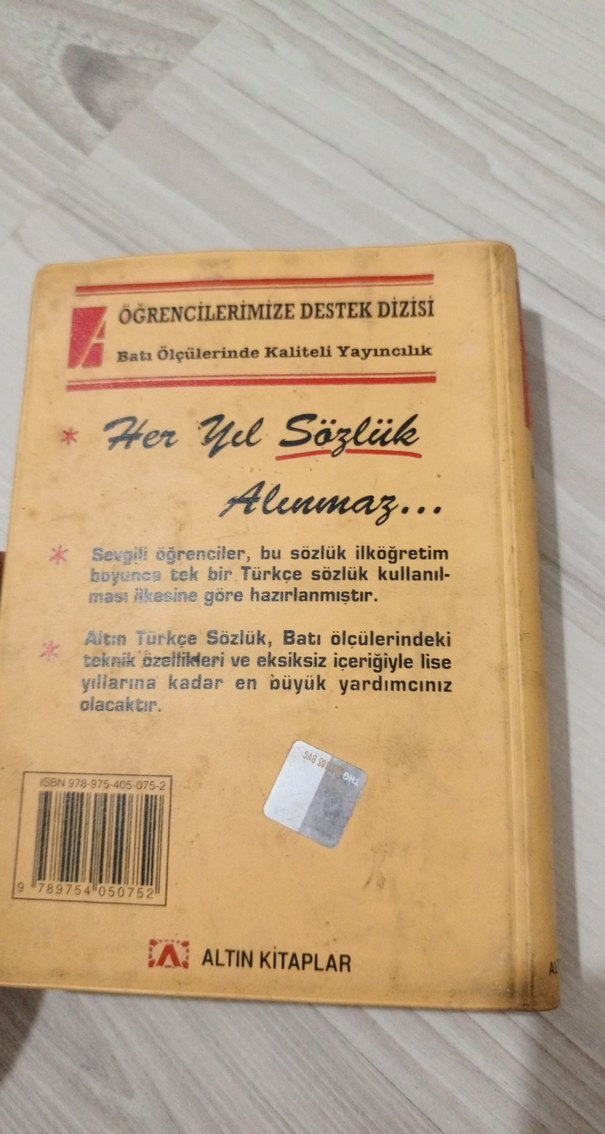 ÖĞRENCİLERİMİZE DESTEK DİZİSİ
Batı Ölçülerinde Kaliteli Yayıncılık
* Her Yıl Sözlük
Alınmaz...
* Sevgili öğrenciler, bu sözlük ilköğretim
boyunca tek bir Türkçe sözlük kullanıl-
ması ilkesine göre hazırlanmıştır.
* Altın Türkçe Sözlük, Batı ölçülerindeki
teknik özellikleri ve eksiksiz içeriğiyle lise
yıllarına kadar en büyük yardımcınız
olacaktır.
ISBN 978-975-405-075-2
9 789754 050752
ALTIN KİTAPLAR